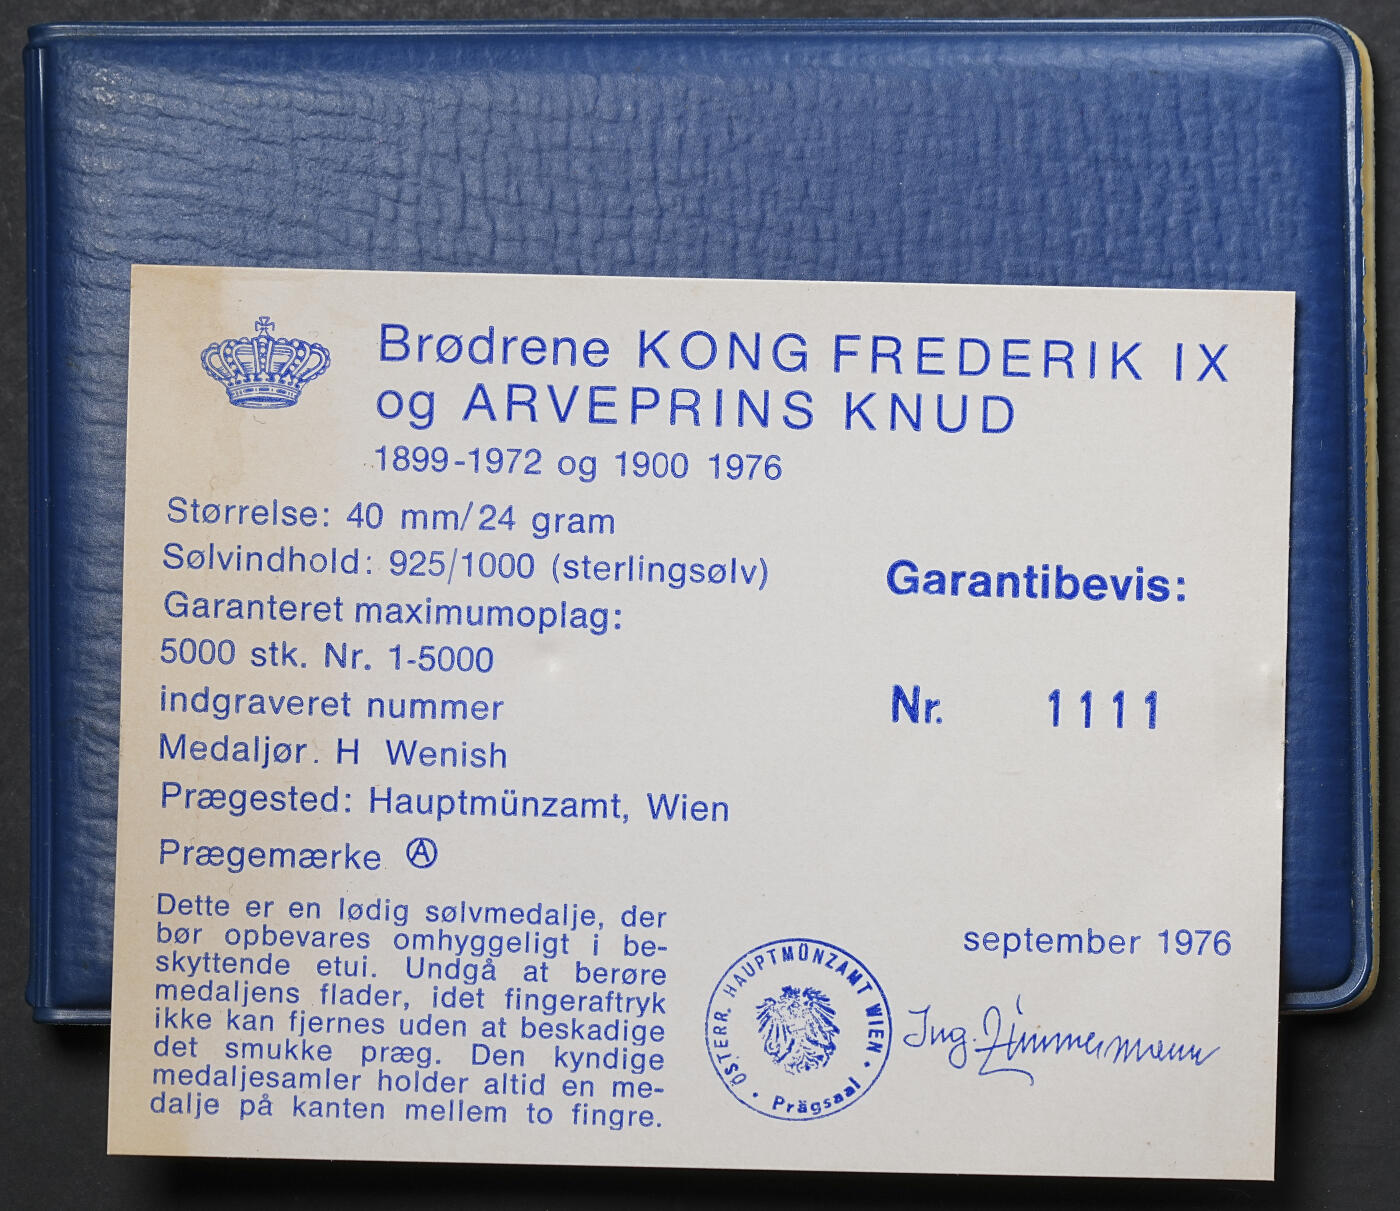 Brødrene KONG FREDERIK IX
og ARVEPRINS KNUD
1899-1972 og 1900 1976
Størrelse: 40 mm/24 gram
Sølvindhold: 925/1000 (sterlingsølv)
Garanteret maximumoplag:
5000 stk. Nr. 1-5000
indgraveret nummer
Medaljør. H Wenish
Prægested: Hauptmünzamt, Wien
Prægemærke Ⓐ
Garantibevis:
Nr. 1111
Dette er en lødig sølvmedalje, der
bør opbevares omhyggeligt i be-
skyttende etui. Undgå at berøre
medaljens flader, idet fingeraftryk
ikke kan fjernes uden at beskadige
det smukke præg. Den kyndige
medaljesamler holder altid en me-
dalje på kanten mellem to fingre.
september 1976
ÖSTERR. HAUPTMÜNZAMT WIEN
· Prägsaal ·
Ing. Zimmermann